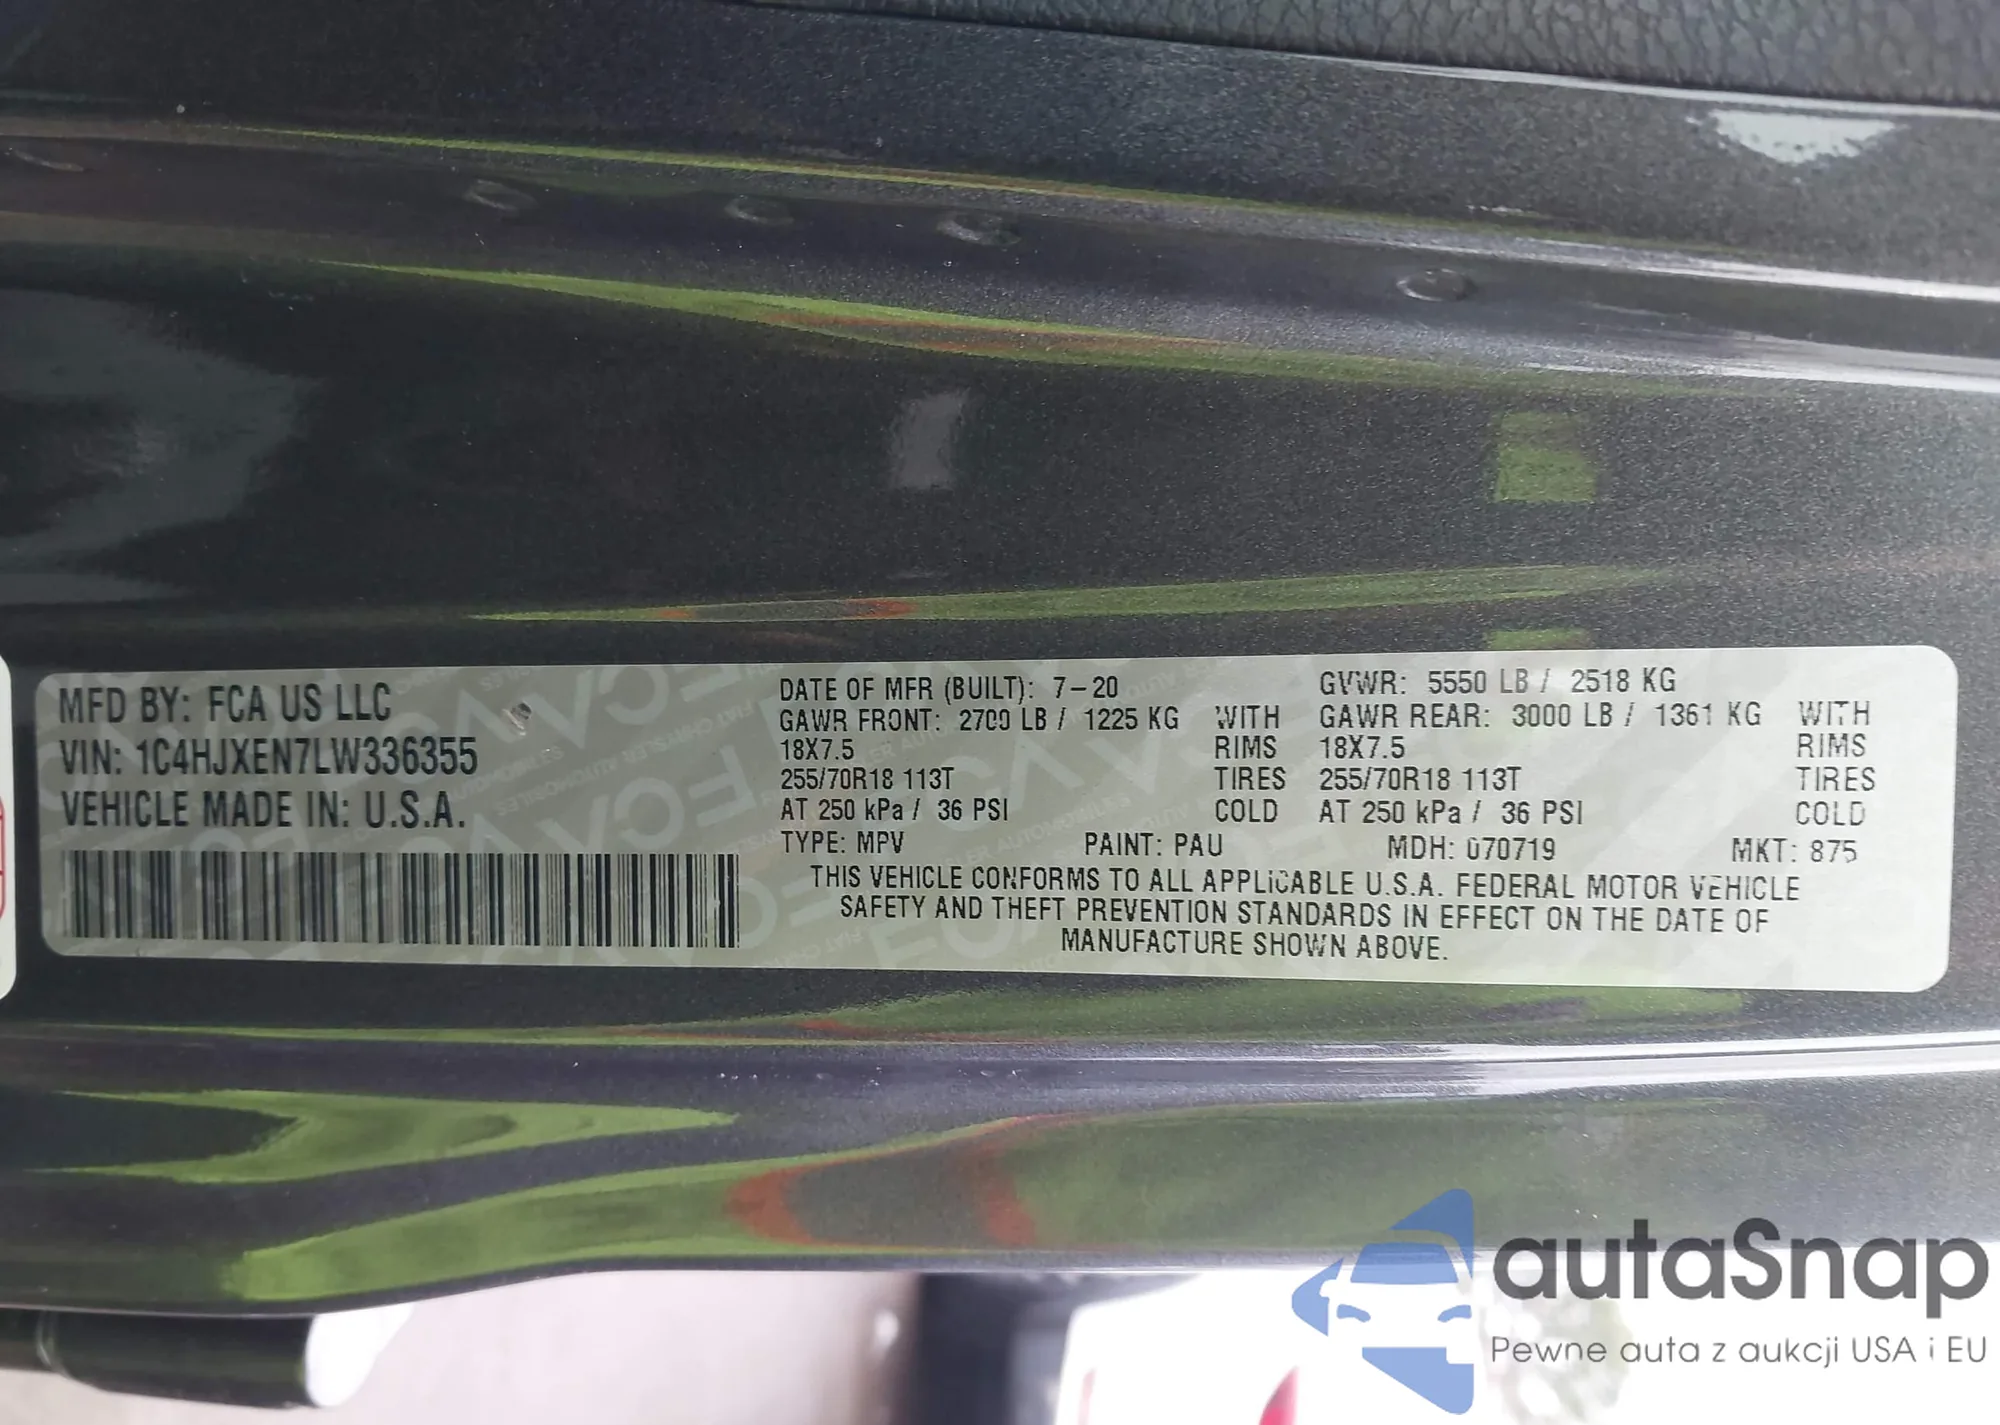 MFD BY: FCA US LLC
VIN: 1C4HJXEN7LW336355
VEHICLE MADE IN: U.S.A.
DATE OF MFR (BUILT): 7-20 GVWR: 5550 LB / 2518 KG
GAWR FRONT: 2700 LB / 1225 KG WITH GAWR REAR: 3000 LB / 1361 KG WITH
18X7.5 RIMS 18X7.5 RIMS
255/70R18 113T TIRES 255/70R18 113T TIRES
AT 250 kPa / 36 PSI COLD AT 250 kPa / 36 PSI COLD
TYPE: MPV PAINT: PAU MDH: 070719 MKT: 875
THIS VEHICLE CONFORMS TO ALL APPLICABLE U.S.A. FEDERAL MOTOR VEHICLE
SAFETY AND THEFT PREVENTION STANDARDS IN EFFECT ON THE DATE OF
MANUFACTURE SHOWN ABOVE.
autaSnap
Pewne auta z aukcji USA i EU